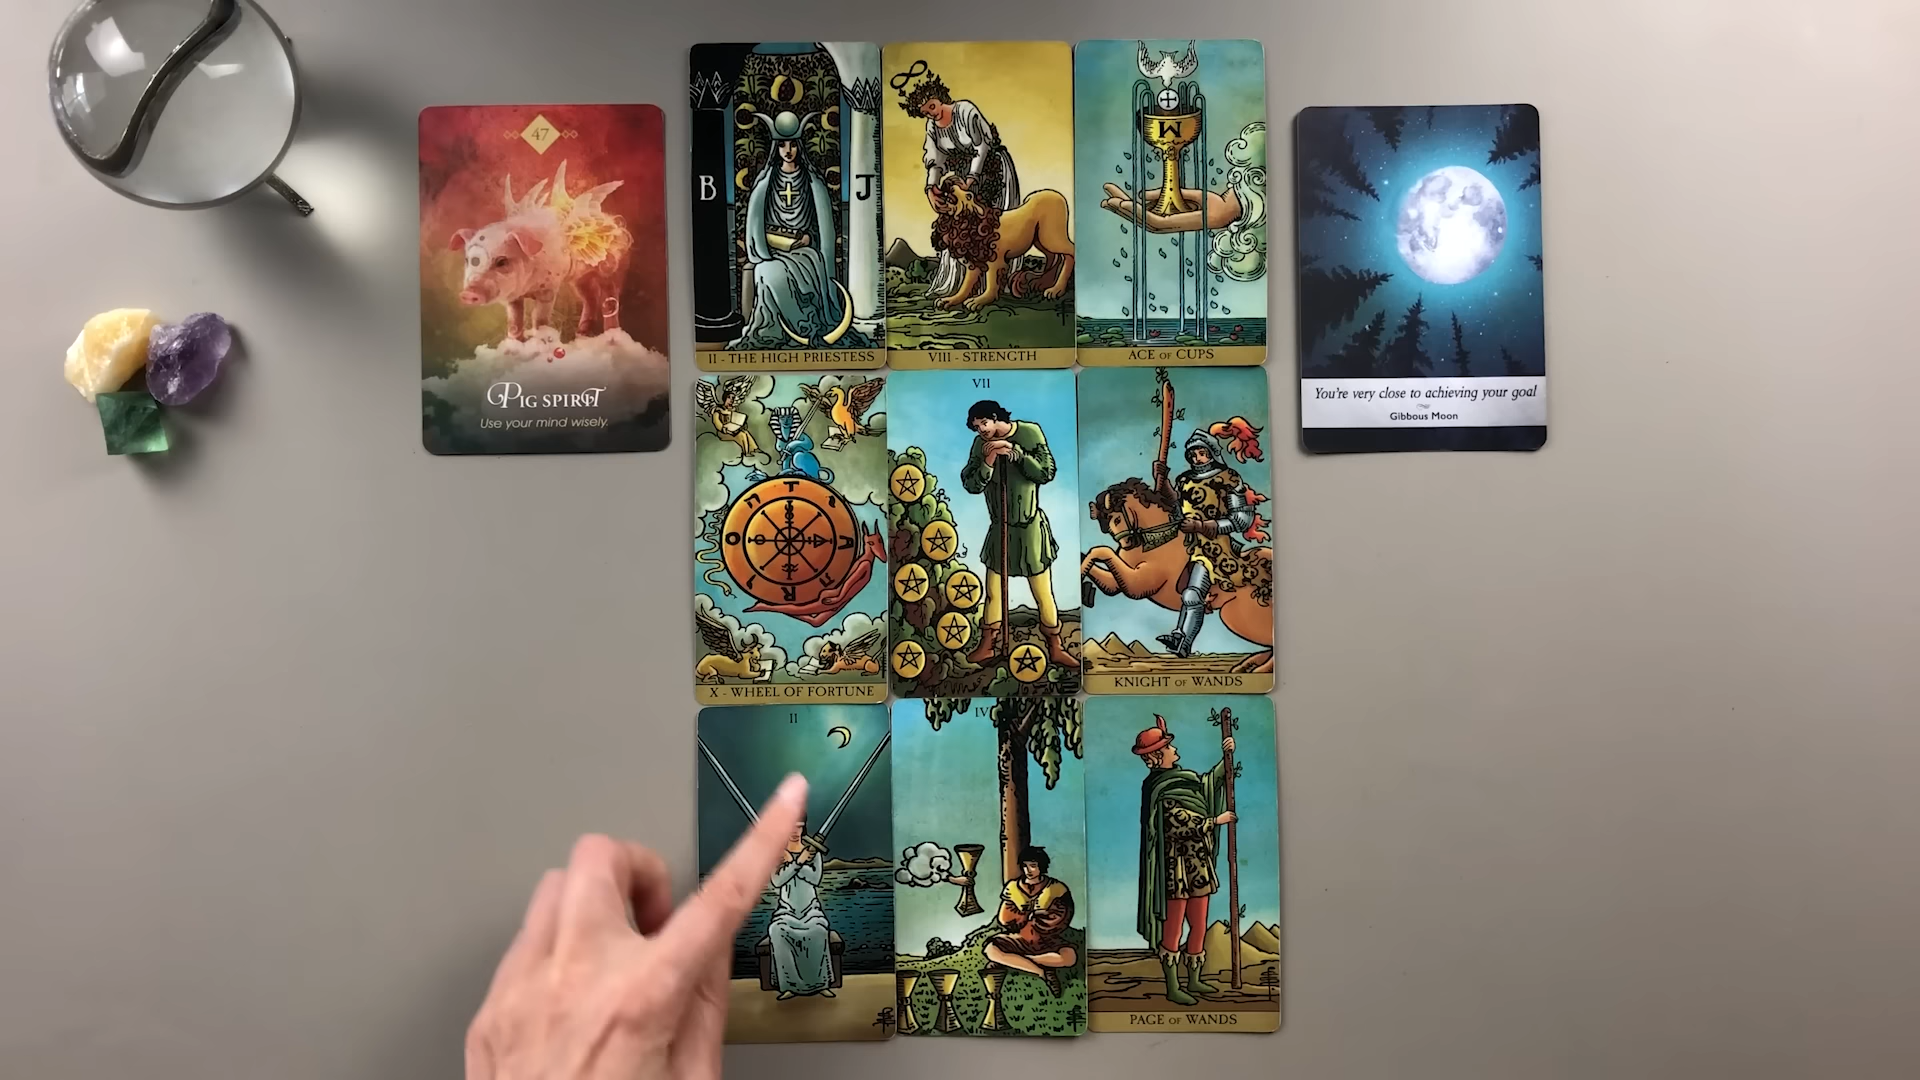 47
PIG SPIRIT
Use your mind wisely.
B
J
II - THE HIGH PRIESTESS
VIII - STRENGTH
ACE OF CUPS
You're very close to achieving your goal
Gibbous Moon
T
A
R
O
X - WHEEL OF FORTUNE
VII
KNIGHT OF WANDS
II
IV
PAGE OF WANDS